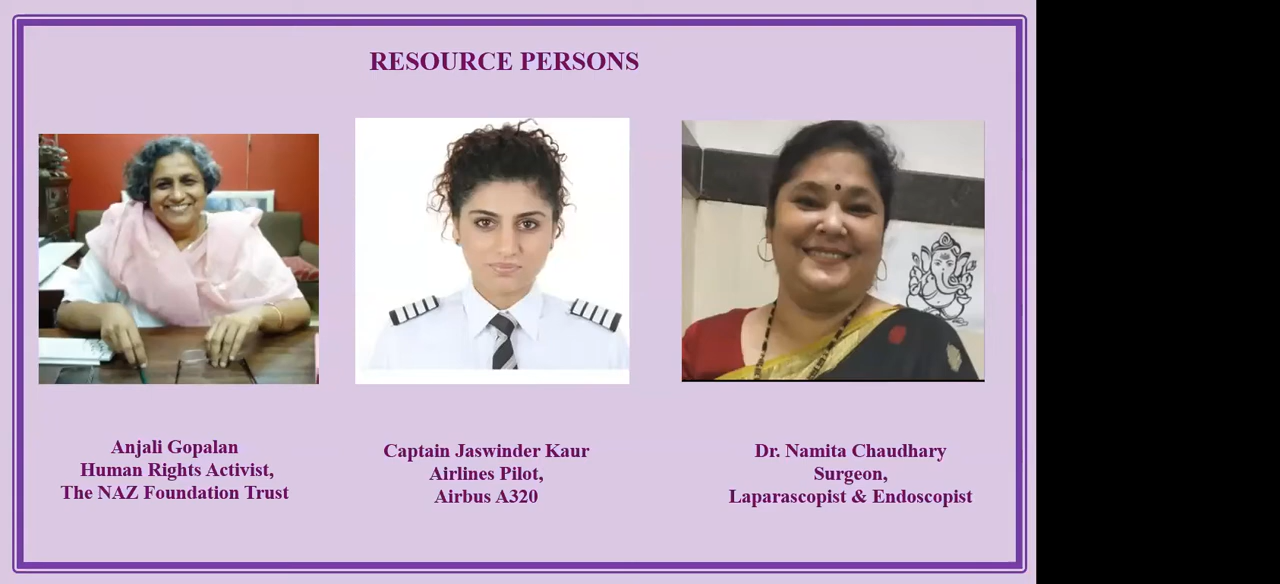 RESOURCE PERSONS
Anjali Gopalan
Human Rights Activist,
The NAZ Foundation Trust
Captain Jaswinder Kaur
Airlines Pilot,
Airbus A320
Dr. Namita Chaudhary
Surgeon,
Laparascopist & Endoscopist